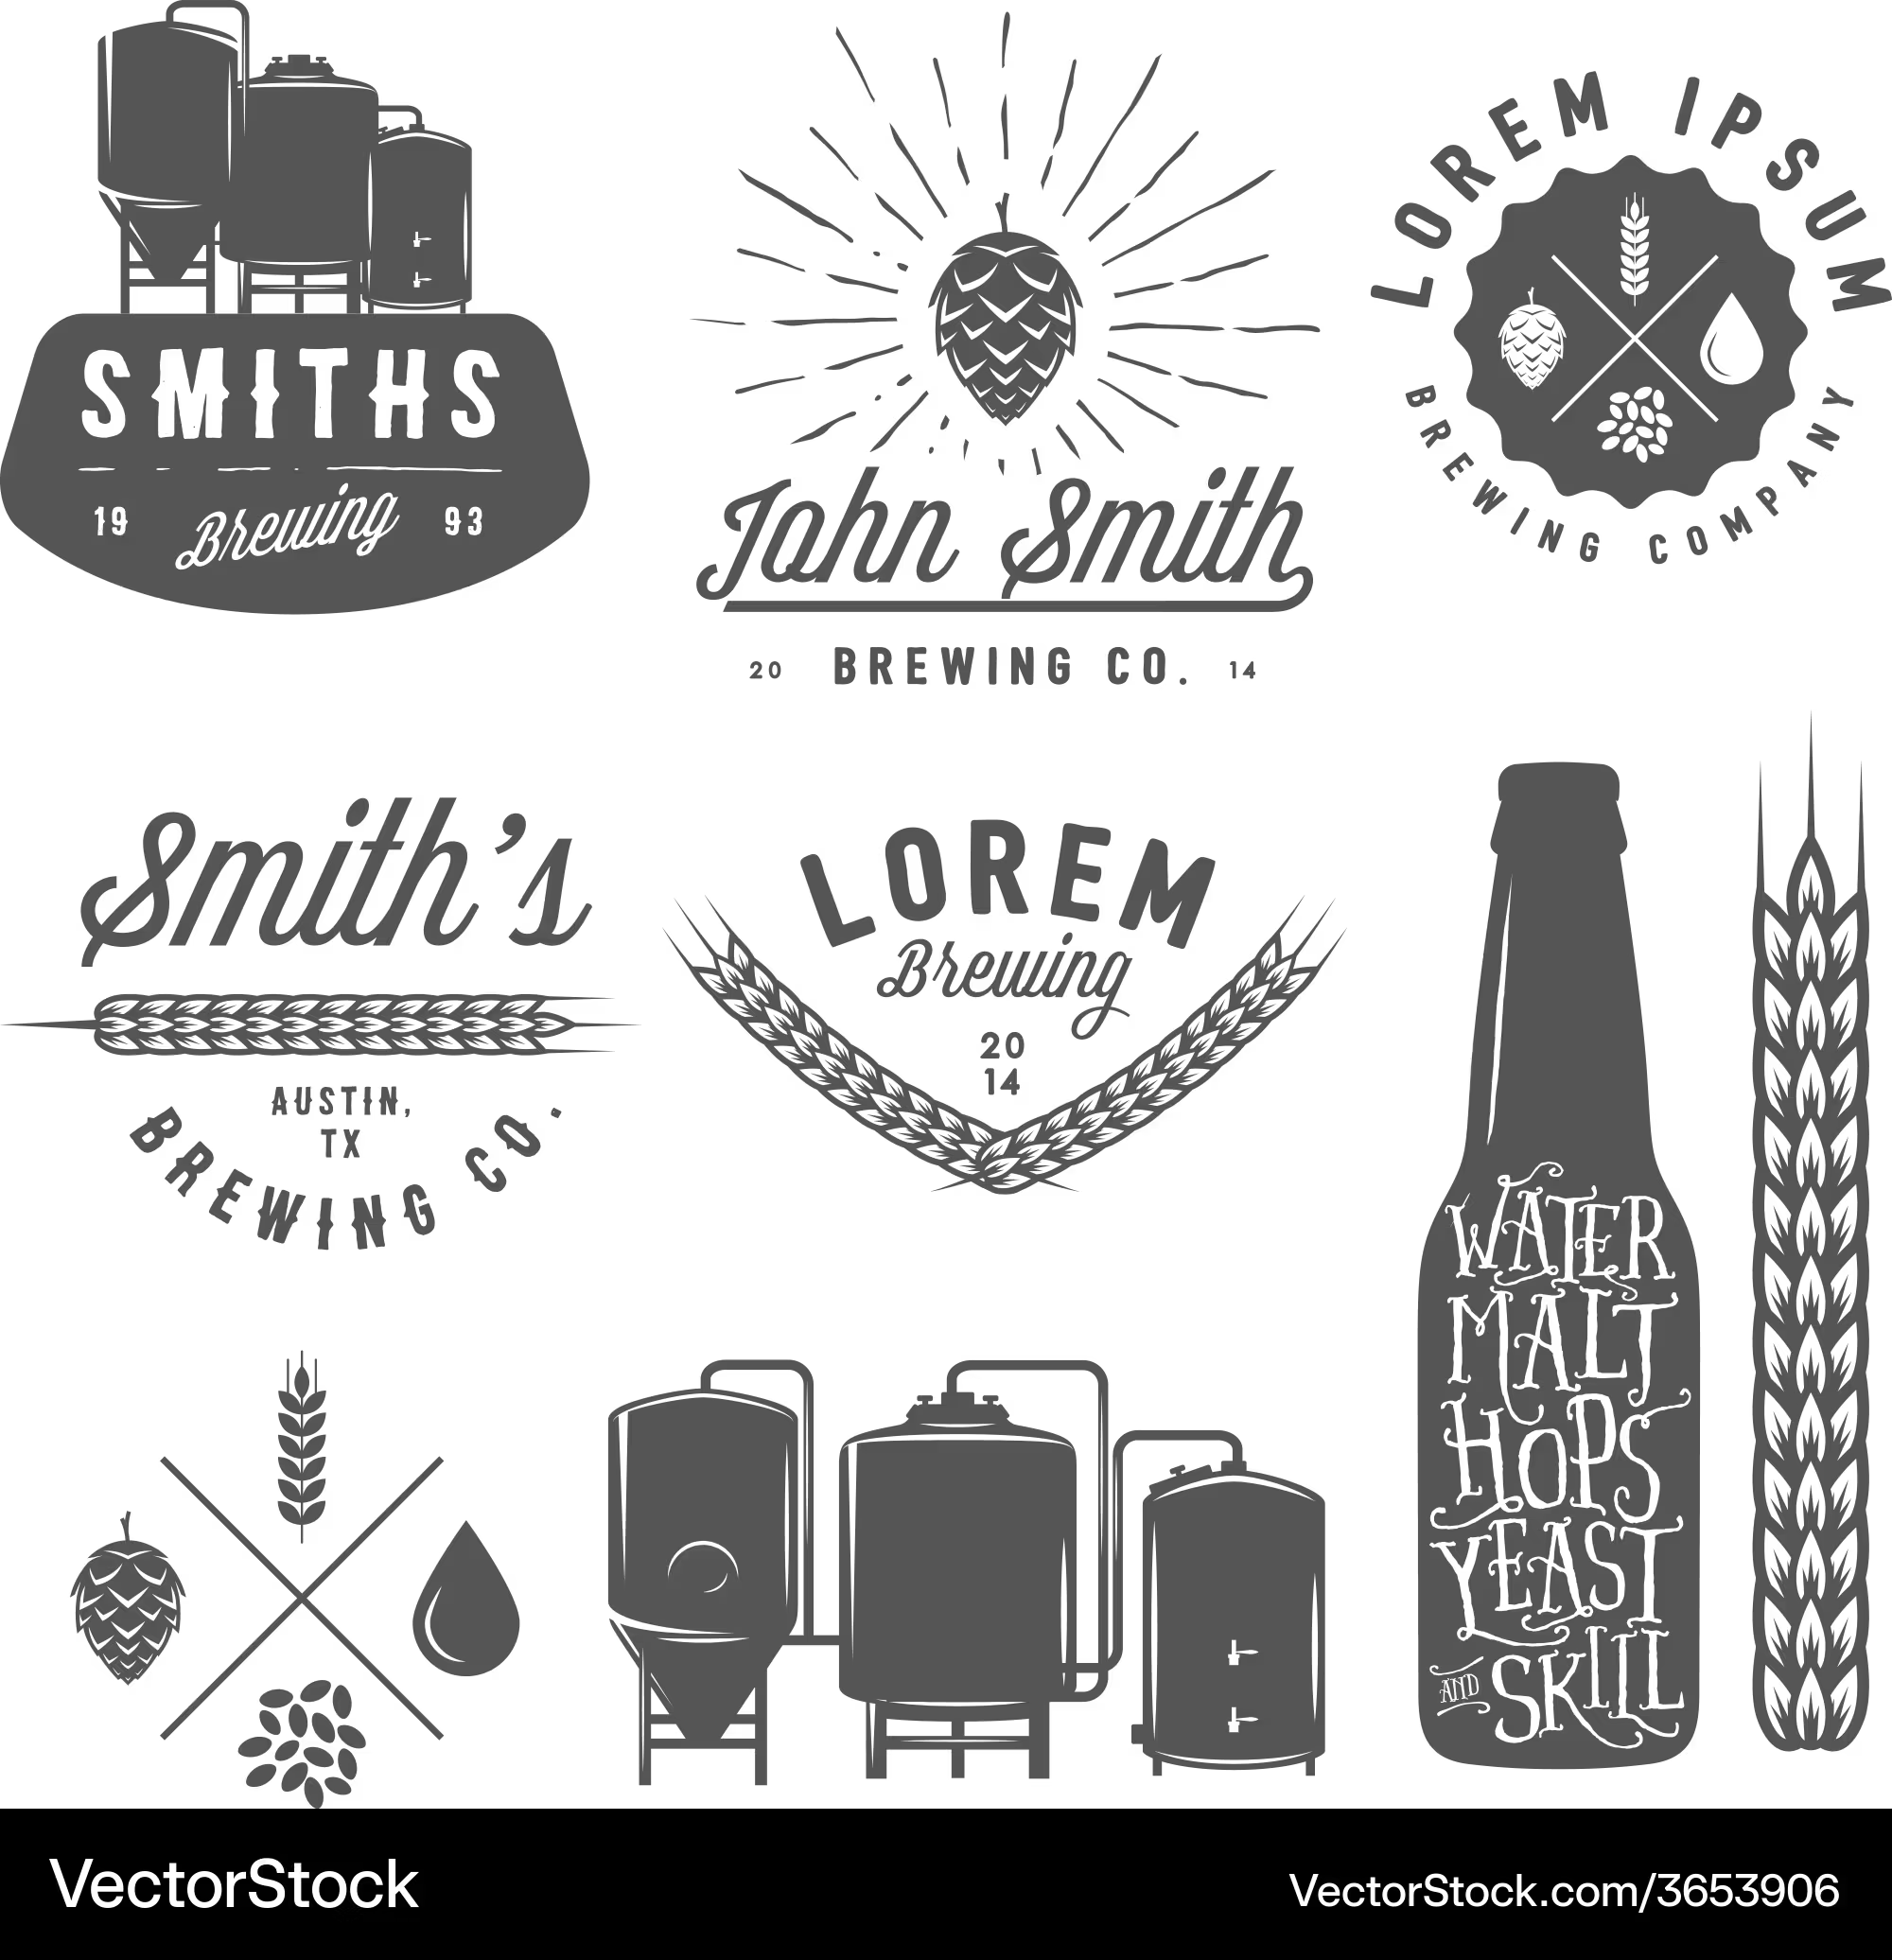 SMITHS
19 Brewing 93
John Smith
20 BREWING CO. 14
LOREM IPSUM
BREWING COMPANY
Smith's
AUSTIN,
TX
BREWING CO.
LOREM
Brewing
20
14
WATER
MALT
HOPS
YEAST
AND SKILL
VectorStock
VectorStock.com/3653906